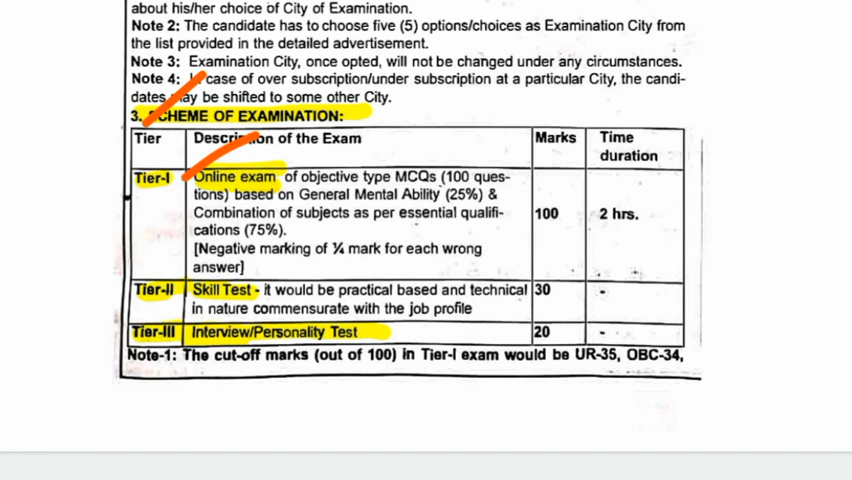 about his/her choice of City of Examination.
Note 2: The candidate has to choose five (5) options/choices as Examination City from
the list provided in the detailed advertisement.
Note 3: Examination City, once opted, will not be changed under any circumstances.
Note 4: In case of over subscription/under subscription at a particular City, the candi-
dates may be shifted to some other City.
3. SCHEME OF EXAMINATION:
Tier Description of the Exam Marks Time
duration
Tier-I Online exam of objective type MCQs (100 ques-
tions) based on General Mental Ability (25%) &
Combination of subjects as per essential qualifi-
cations (75%).
[Negative marking of ¼ mark for each wrong
answer]
100 2 hrs.
Tier-II Skill Test - it would be practical based and technical
in nature commensurate with the job profile
30 -
Tier-III Interview/Personality Test 20 -
Note-1: The cut-off marks (out of 100) in Tier-I exam would be UR-35, OBC-34,